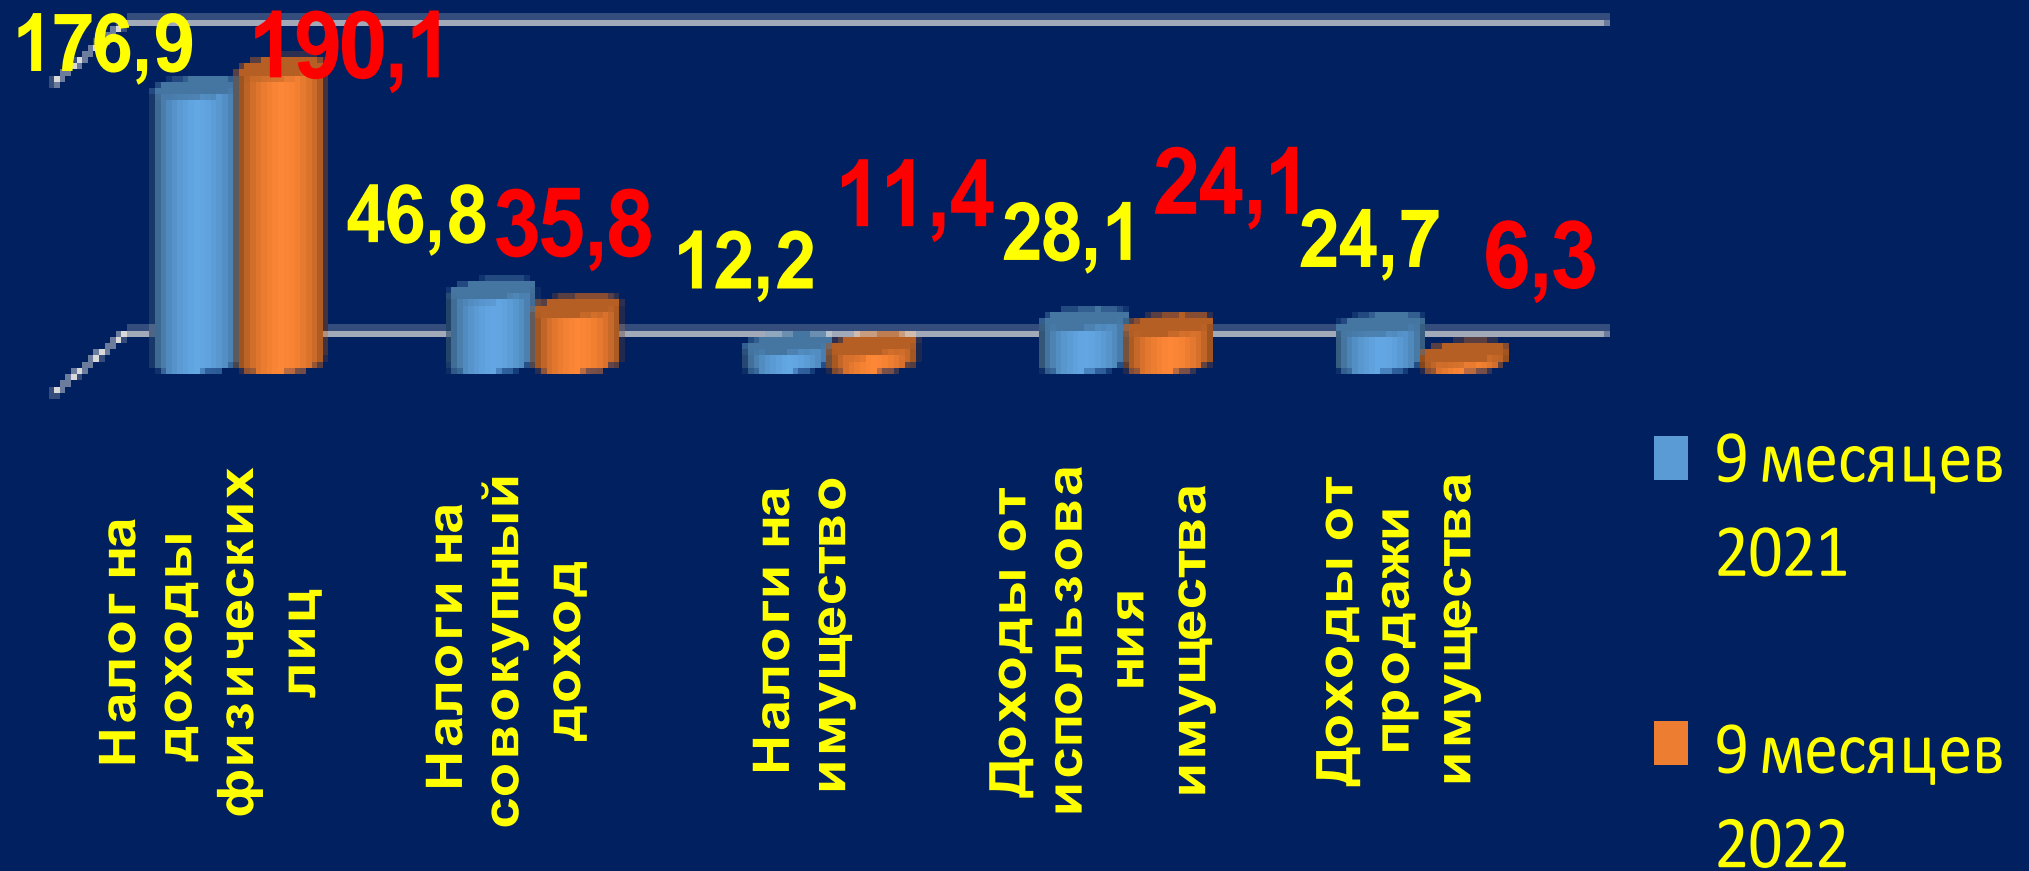 176,9
190,1
46,8
35,8
12,2
11,4
28,1
24,1
24,7
6,3
Налог на
доходы
физических
лиц
Налоги на
совокупный
доход
Налоги на
имущество
Доходы от
использова
ния
имущества
Доходы от
продажи
имущества
9 месяцев
2021
9 месяцев
2022